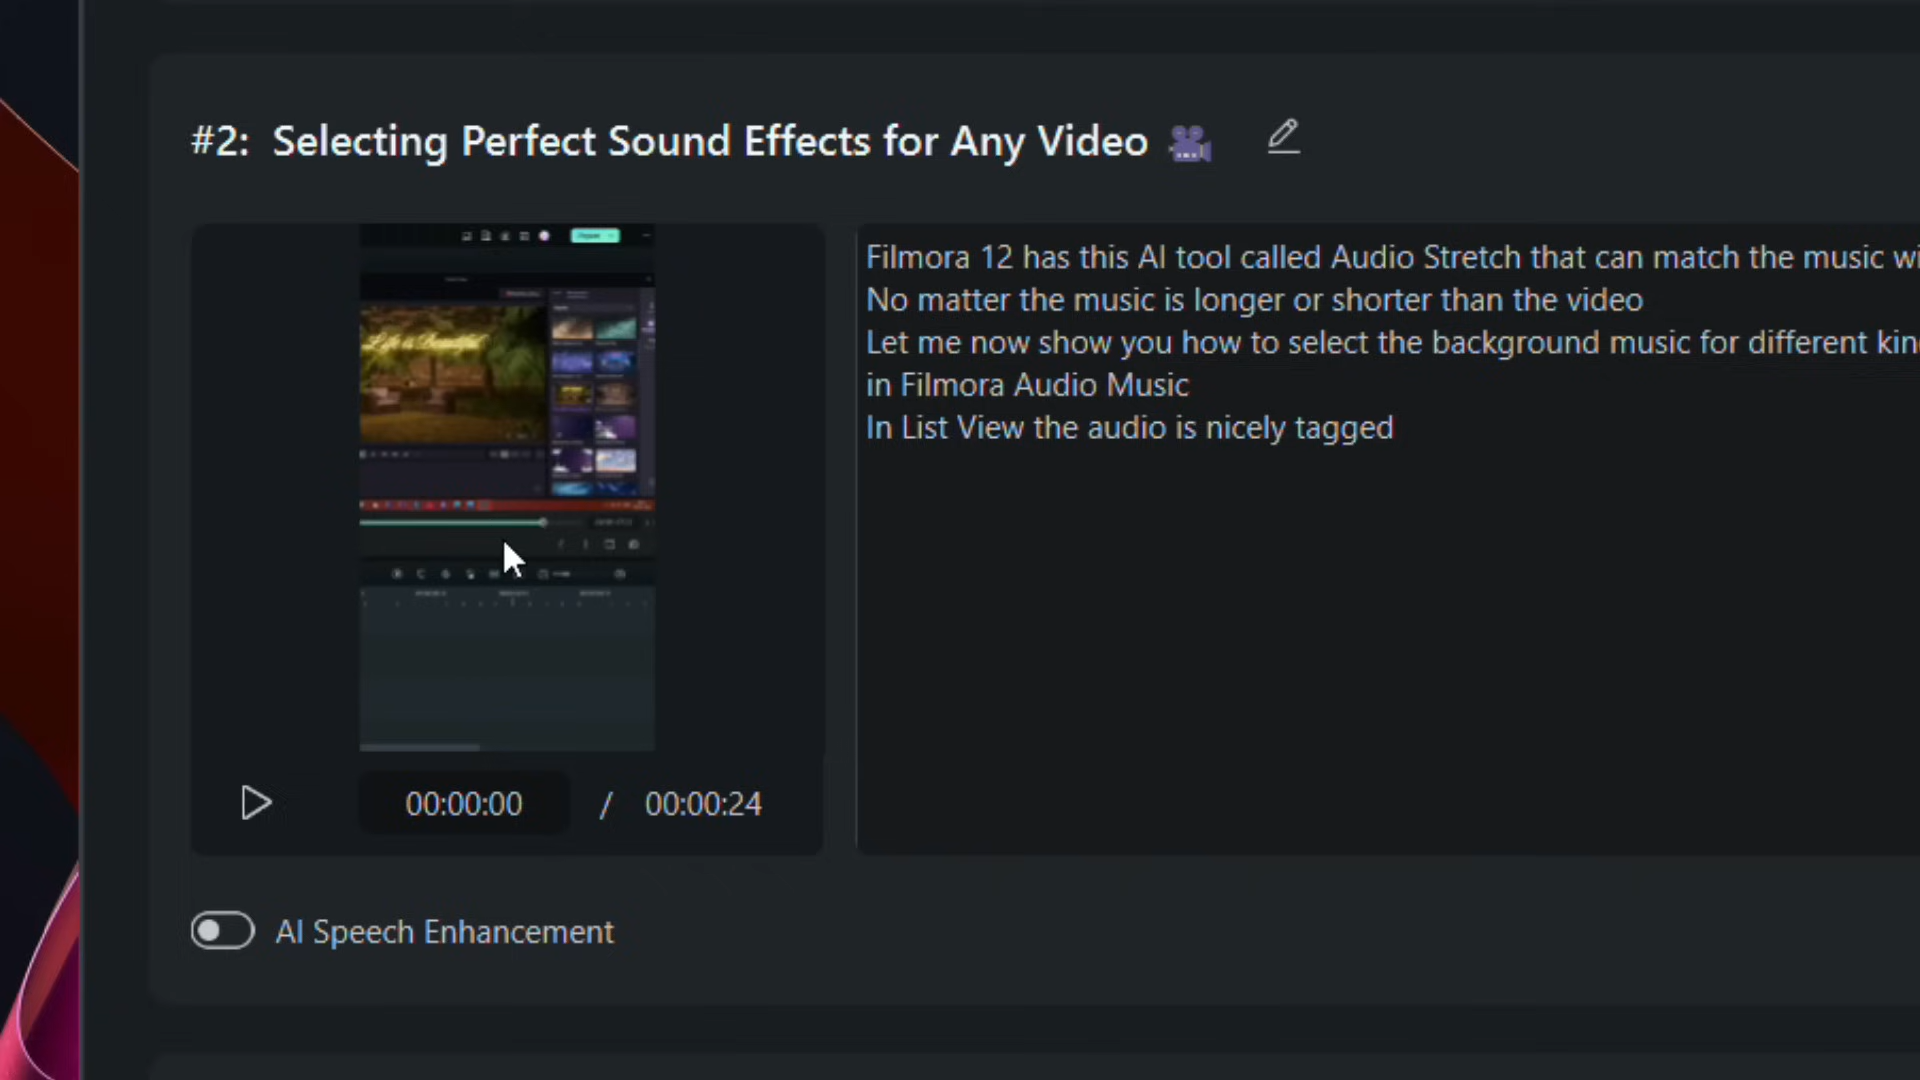 #2: Selecting Perfect Sound Effects for Any Video
Life is Beautiful
Filmora 12 has this AI tool called Audio Stretch that can match the music
No matter the music is longer or shorter than the video
Let me now show you how to select the background music for different
in Filmora Audio Music
In List View the audio is nicely tagged
00:00:00 / 00:00:24
AI Speech Enhancement